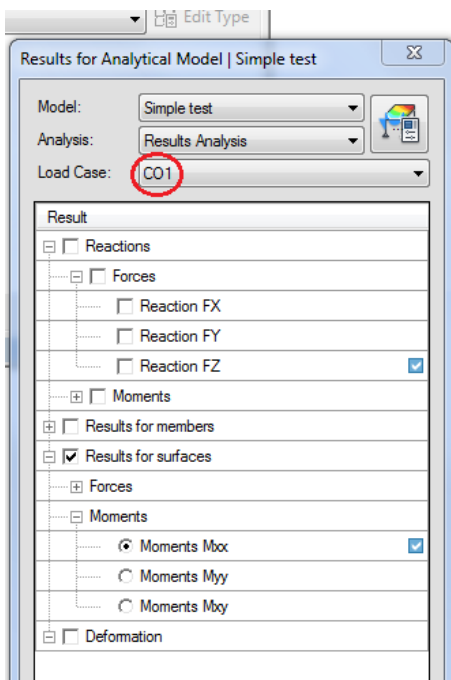 Edit Type
Results for Analytical Model | Simple test
Model: Simple test
Analysis: Results Analysis
Load Case: CO1
Result
Reactions
Forces
Reaction FX
Reaction FY
Reaction FZ
Moments
Results for members
Results for surfaces
Forces
Moments
Moments Mxx
Moments Myy
Moments Mxy
Deformation